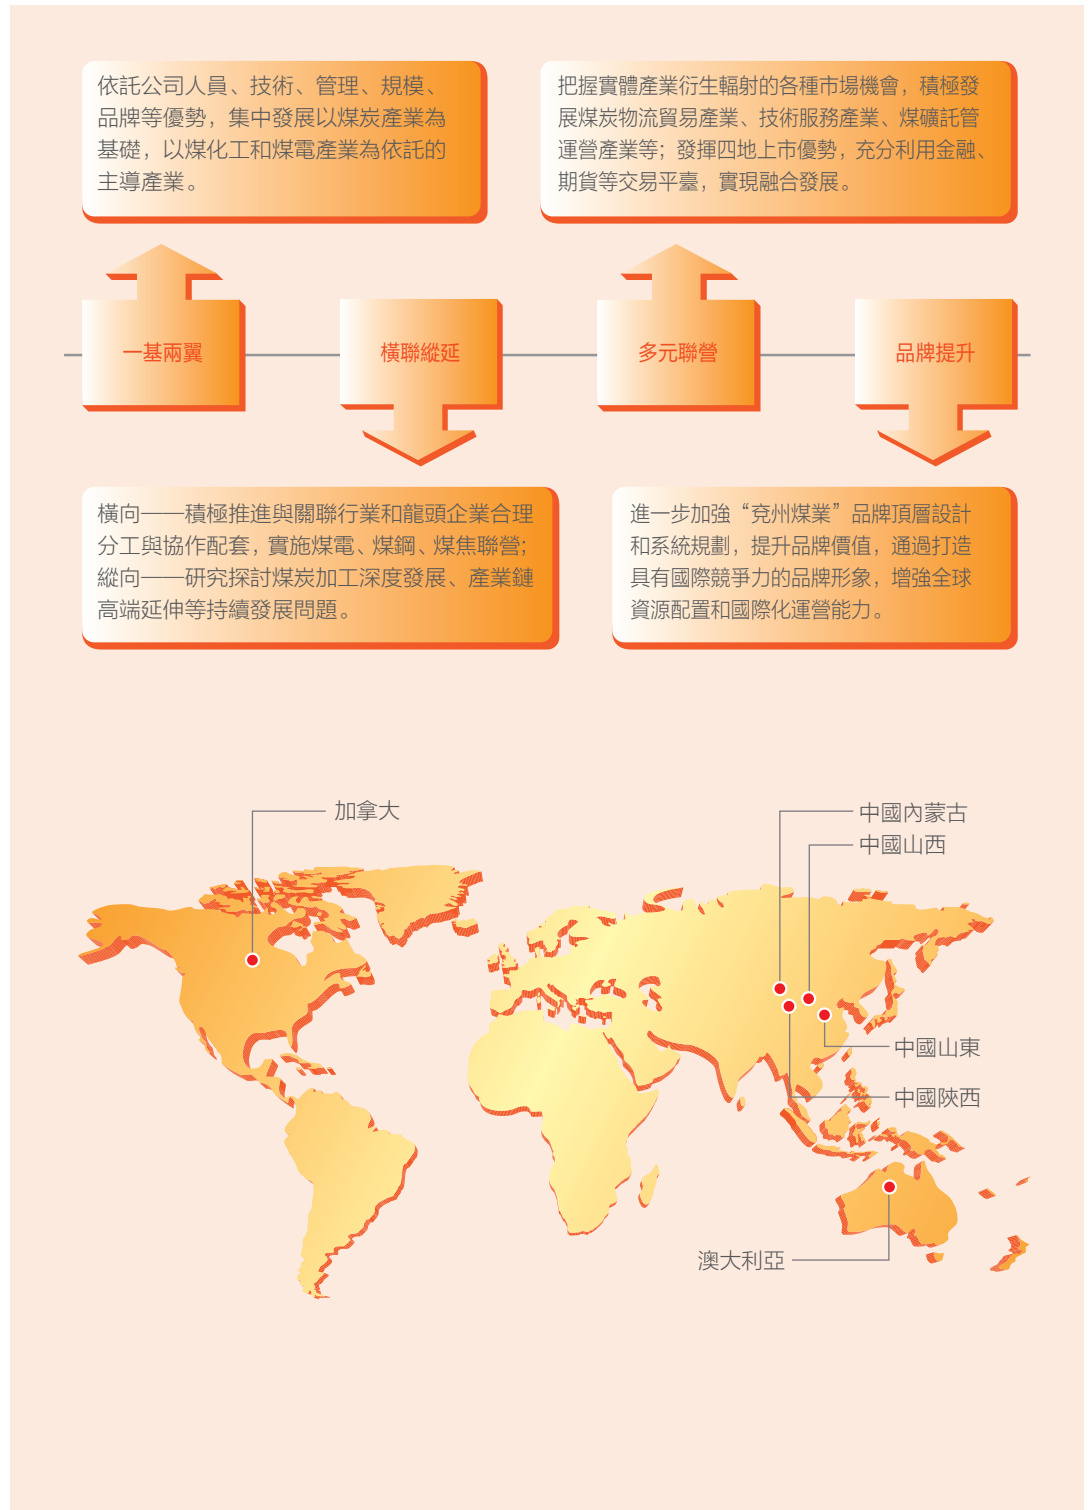 依託公司人員、技術、管理、規模、
品牌等優勢，集中發展以煤炭產業為
基礎，以煤化工和煤電產業為依託的
主導產業。
把握實體產業衍生輻射的各種市場機會，積極發
展煤炭物流貿易產業、技術服務產業、煤礦託管
運營產業等；發揮四地上市優勢，充分利用金融、
期貨等交易平臺，實現融合發展。
一基兩翼
橫聯縱延
多元聯營
品牌提升
橫向——積極推進與關聯行業和龍頭企業合理
分工與協作配套，實施煤電、煤鋼、煤焦聯營；
縱向——研究探討煤炭加工深度發展、產業鏈
高端延伸等持續發展問題。
進一步加強“兗州煤業”品牌頂層設計
和系統規劃，提升品牌價值，通過打造
具有國際競爭力的品牌形象，增強全球
資源配置和國際化運營能力。
加拿大
中國內蒙古
中國山西
中國山東
中國陝西
澳大利亞